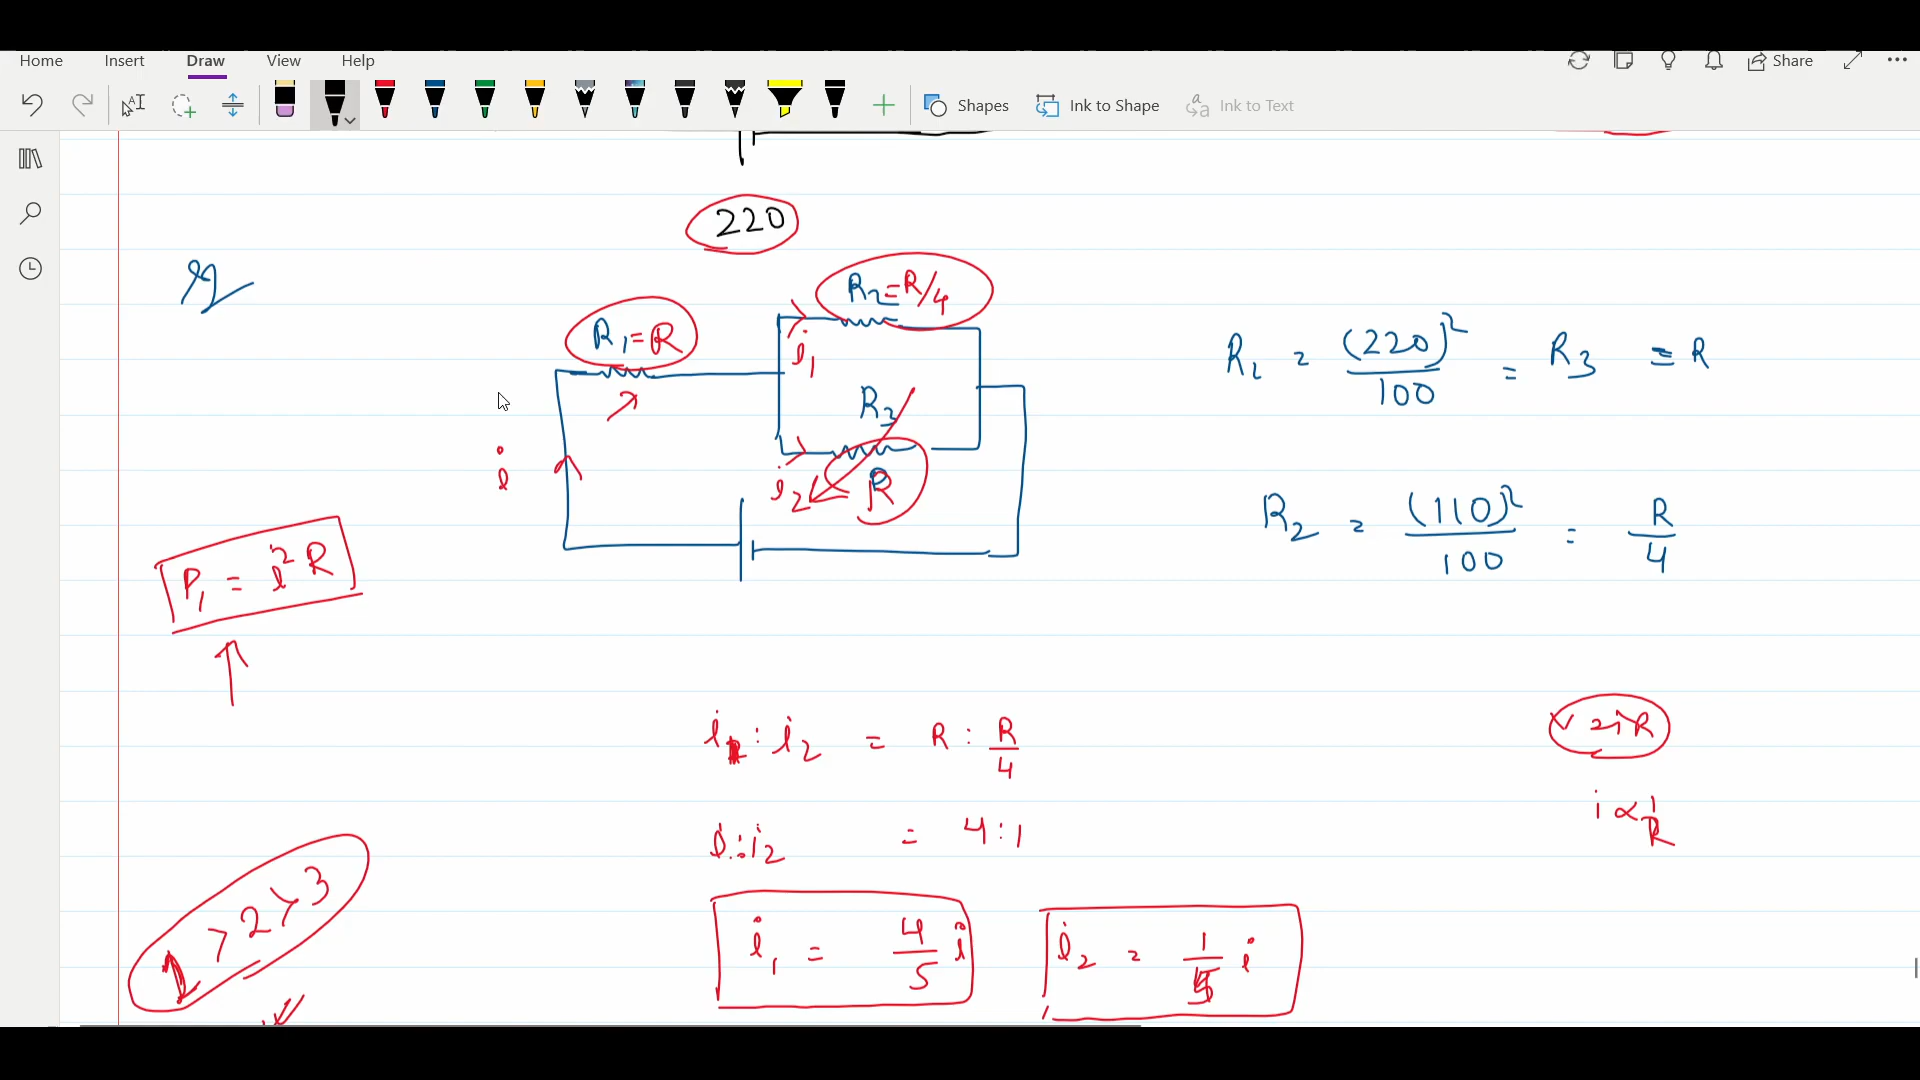 Home Insert Draw View Help Share
Shapes Ink to Shape Ink to Text
220
R₂ = R/4
R₁ = R
i₁
R₁ = (220)² / 100 = R₃ = R
R₃
i
i₂ R
R₂ = (110)² / 100 = R / 4
P₁ = i²R
i₁ : i₂ = R : R/4
V = iR
i ∝ 1/R
i₁ : i₂ = 4 : 1
1 > 2 > 3
i₁ = 4/5 i
i₂ = 1/5 i